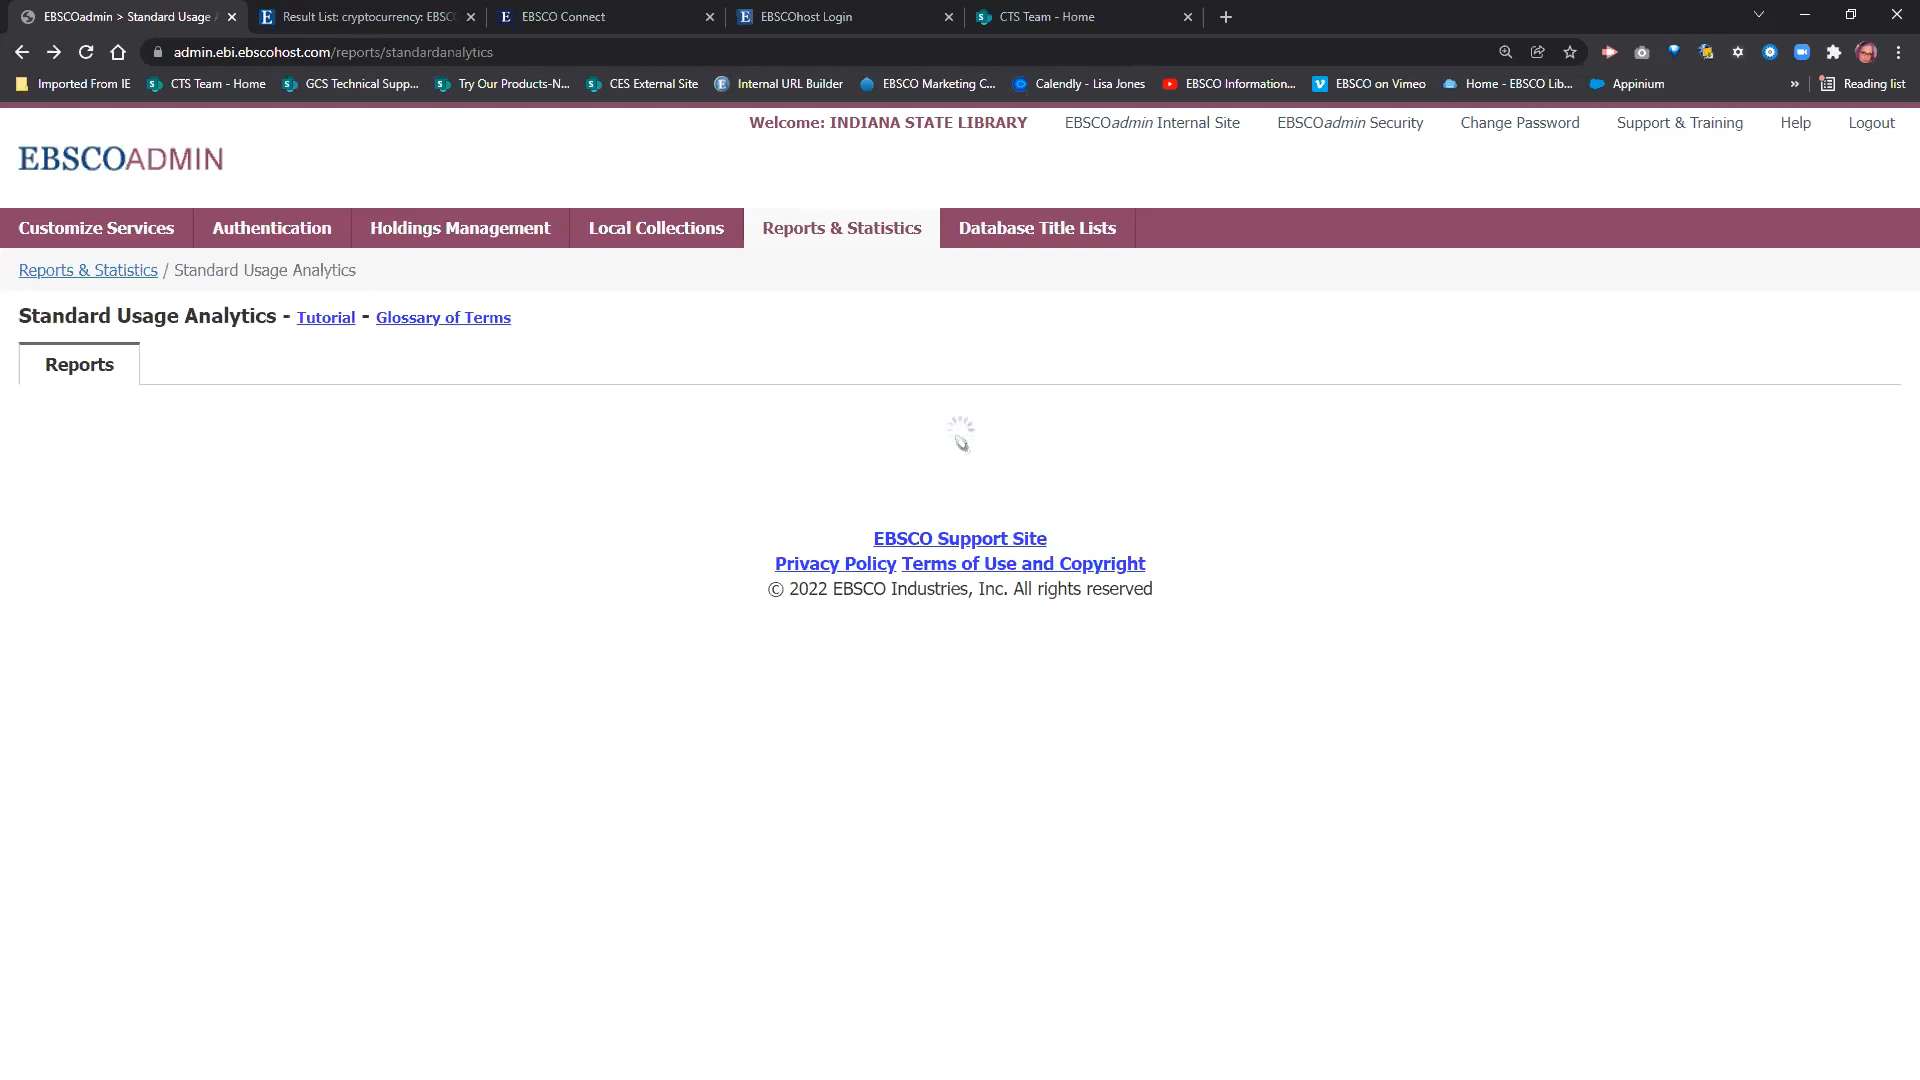 EBSCOadmin > Standard Usage
Result List: cryptocurrency: EBSC
EBSCO Connect
EBSCOhost Login
CTS Team - Home
admin.ebi.ebscohost.com/reports/standardanalytics
Imported From IE
CTS Team - Home
GCS Technical Supp...
Try Our Products-N...
CES External Site
Internal URL Builder
EBSCO Marketing C...
Calendly - Lisa Jones
EBSCO Information...
EBSCO on Vimeo
Home - EBSCO Lib...
Appinium
»
Reading list
Welcome: INDIANA STATE LIBRARY
EBSCOadmin Internal Site
EBSCOadmin Security
Change Password
Support & Training
Help
Logout
EBSCOADMIN
Customize Services
Authentication
Holdings Management
Local Collections
Reports & Statistics
Database Title Lists
Reports & Statistics / Standard Usage Analytics
Standard Usage Analytics - Tutorial - Glossary of Terms
Reports
EBSCO Support Site
Privacy Policy Terms of Use and Copyright
© 2022 EBSCO Industries, Inc. All rights reserved